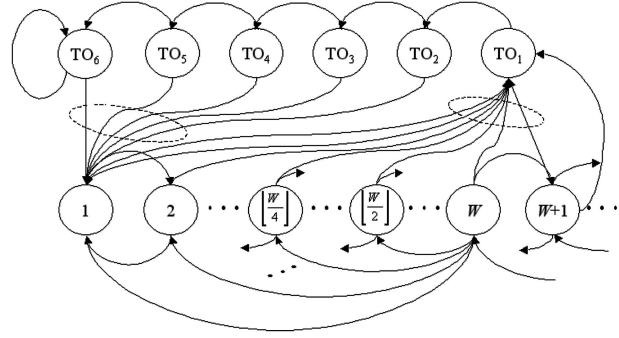 TO₆ TO₅ TO₄ TO₃ TO₂ TO₁
1 2 ··· ⌊W/4⌋ ··· ⌊W/2⌋ ··· W W+1 ···